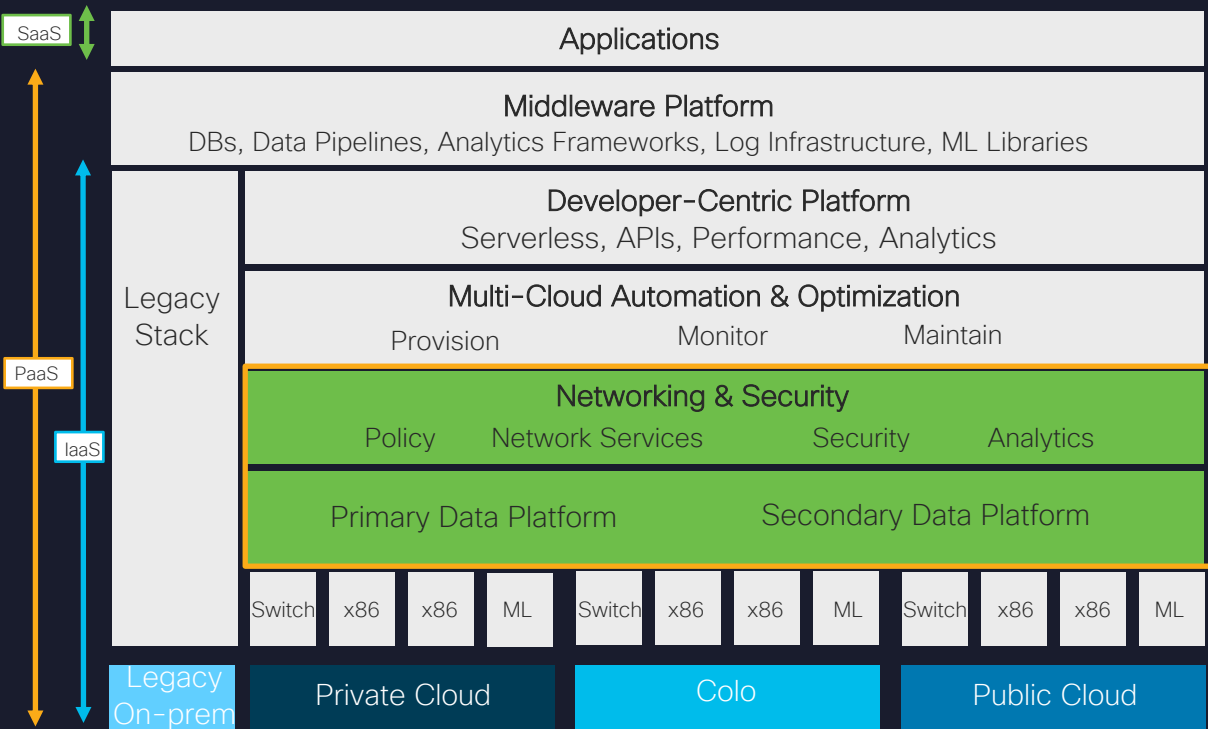 SaaS
Applications
Middleware Platform
DBs, Data Pipelines, Analytics Frameworks, Log Infrastructure, ML Libraries
Developer-Centric Platform
Serverless, APIs, Performance, Analytics
Legacy
Stack
Multi-Cloud Automation & Optimization
Provision Monitor Maintain
PaaS
Networking & Security
Policy Network Services Security Analytics
IaaS
Primary Data Platform Secondary Data Platform
Switch x86 x86 ML Switch x86 x86 ML Switch x86 x86 ML
Legacy
On-prem
Private Cloud
Colo
Public Cloud